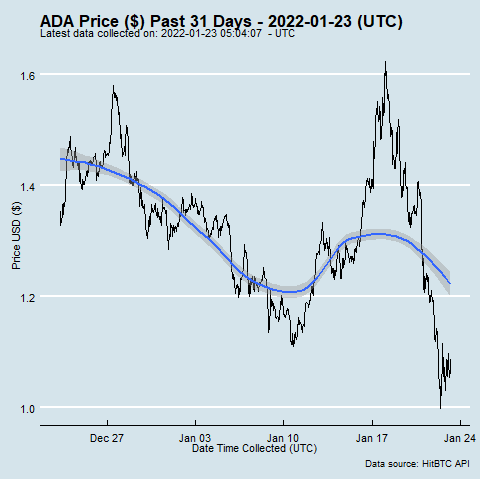 ADA Price ($) Past 31 Days - 2022-01-23 (UTC)
Latest data collected on: 2022-01-23 05:04:07 - UTC
1.6
1.4
1.2
1.0
Price USD ($)
Dec 27 Jan 03 Jan 10 Jan 17 Jan 24
Date Time Collected (UTC)
Data source: HitBTC API